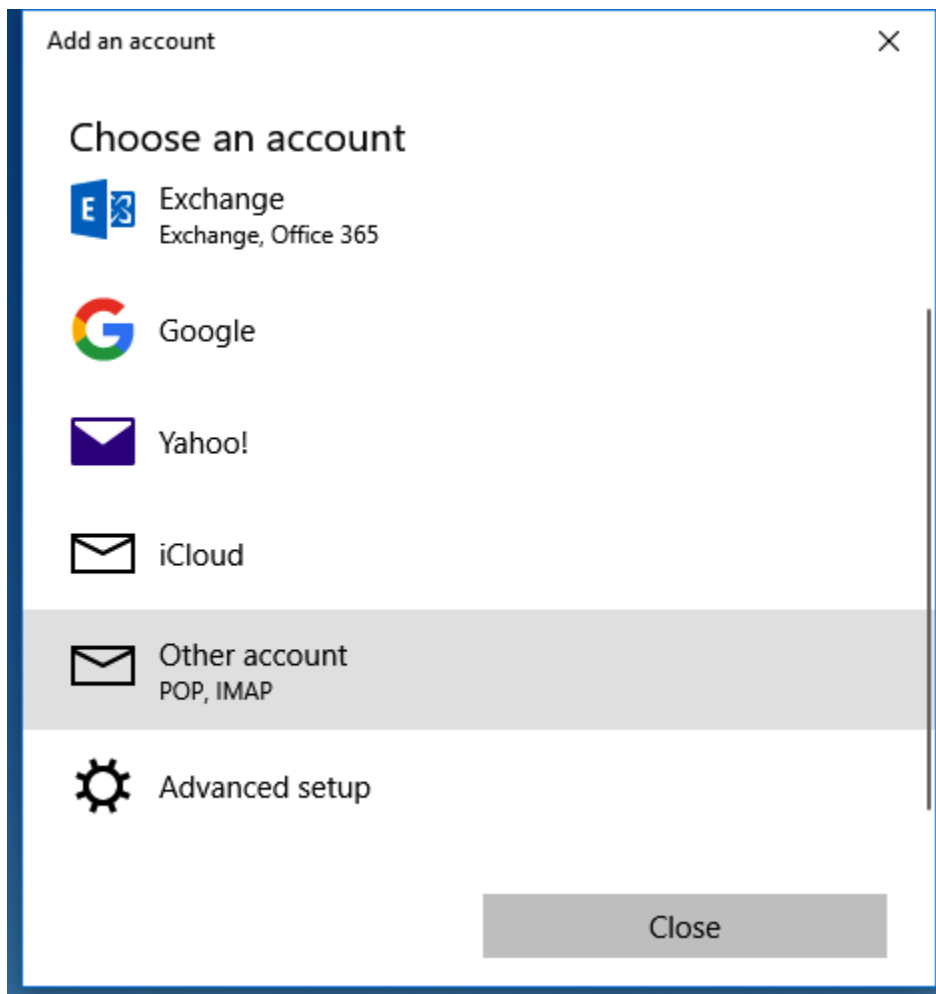 Add an account
Choose an account
E
Exchange
Exchange, Office 365
Google
Yahoo!
iCloud
Other account
POP, IMAP
Advanced setup
Close